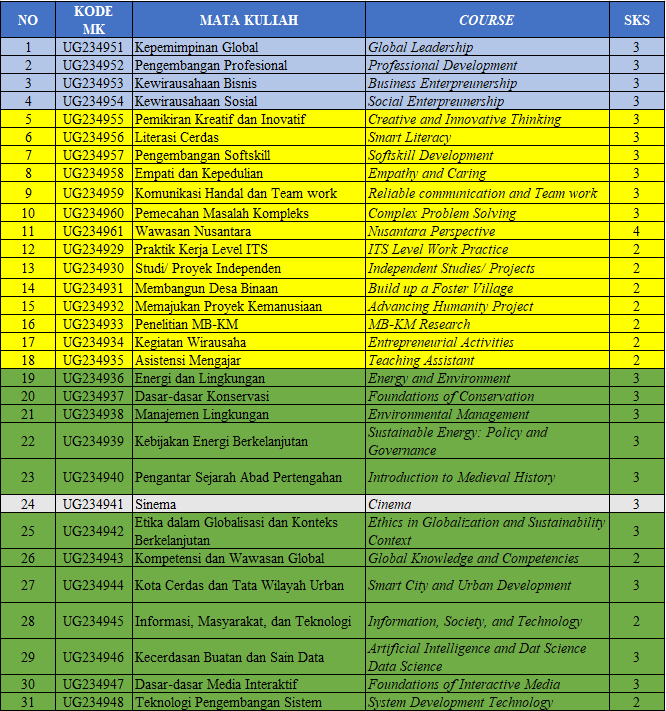 NO KODE MK MATA KULIAH COURSE SKS
1 UG234951 Kepemimpinan Global Global Leadership 3
2 UG234952 Pengembangan Profesional Professional Development 3
3 UG234953 Kewirausahaan Bisnis Business Enterpreunership 3
4 UG234954 Kewirausahaan Sosial Social Enterpreunership 3
5 UG234955 Pemikiran Kreatif dan Inovatif Creative and Innovative Thinking 3
6 UG234956 Literasi Cerdas Smart Literacy 3
7 UG234957 Pengembangan Softskill Softskill Development 3
8 UG234958 Empati dan Kepedulian Empathy and Caring 3
9 UG234959 Komunikasi Handal dan Team work Reliable communication and Team work 3
10 UG234960 Pemecahan Masalah Kompleks Complex Problem Solving 3
11 UG234961 Wawasan Nusantara Nusantara Perspective 4
12 UG234929 Praktik Kerja Level ITS ITS Level Work Practice 2
13 UG234930 Studi/ Proyek Independen Independent Studies/ Projects 2
14 UG234931 Membangun Desa Binaan Build up a Foster Village 2
15 UG234932 Memajukan Proyek Kemanusiaan Advancing Humanity Project 2
16 UG234933 Penelitian MB-KM MB-KM Research 2
17 UG234934 Kegiatan Wirausaha Entrepreneurial Activities 2
18 UG234935 Asistensi Mengajar Teaching Assistant 2
19 UG234936 Energi dan Lingkungan Energy and Environment 3
20 UG234937 Dasar-dasar Konservasi Foundations of Conservation 3
21 UG234938 Manajemen Lingkungan Environmental Management 3
22 UG234939 Kebijakan Energi Berkelanjutan Sustainable Energy: Policy and Governance 3
23 UG234940 Pengantar Sejarah Abad Pertengahan Introduction to Medieval History 3
24 UG234941 Sinema Cinema 3
25 UG234942 Etika dalam Globalisasi dan Konteks Berkelanjutan Ethics in Globalization and Sustainability Context 3
26 UG234943 Kompetensi dan Wawasan Global Global Knowledge and Competencies 2
27 UG234944 Kota Cerdas dan Tata Wilayah Urban Smart City and Urban Development 3
28 UG234945 Informasi, Masyarakat, dan Teknologi Information, Society, and Technology 2
29 UG234946 Kecerdasan Buatan dan Sain Data Artificial Intelligence and Dat Science Data Science 3
30 UG234947 Dasar-dasar Media Interaktif Foundations of Interactive Media 3
31 UG234948 Teknologi Pengembangan Sistem System Development Technology 2